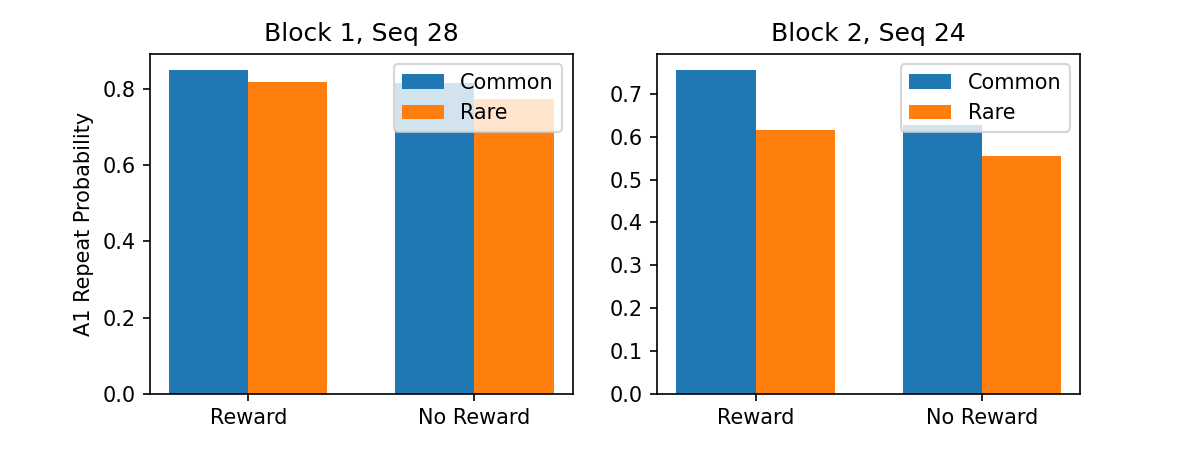 Block 1, Seq 28
A1 Repeat Probability
0.8
0.6
0.4
0.2
0.0
Common
Rare
Reward
No Reward
Block 2, Seq 24
0.7
0.6
0.5
0.4
0.3
0.2
0.1
0.0
Common
Rare
Reward
No Reward